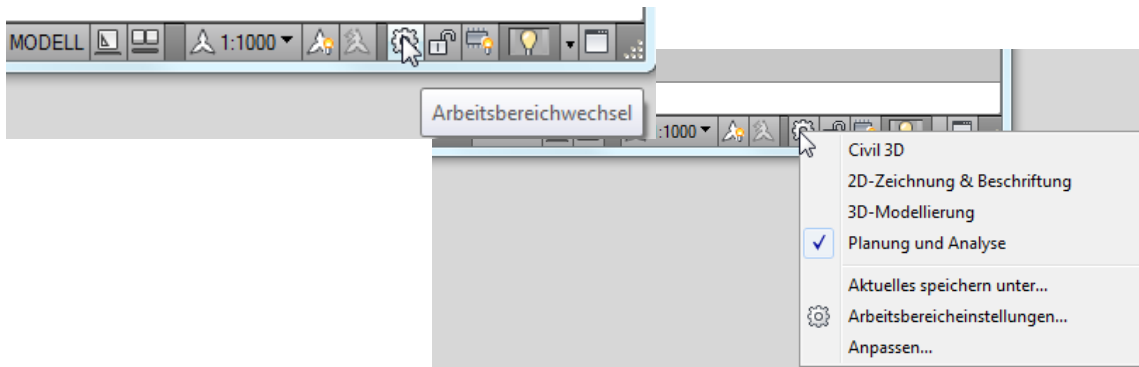 MODELL 1:1000
Arbeitsbereichwechsel
:1000
Civil 3D
2D-Zeichnung & Beschriftung
3D-Modellierung
Planung und Analyse
Aktuelles speichern unter...
Arbeitsbereicheinstellungen...
Anpassen...